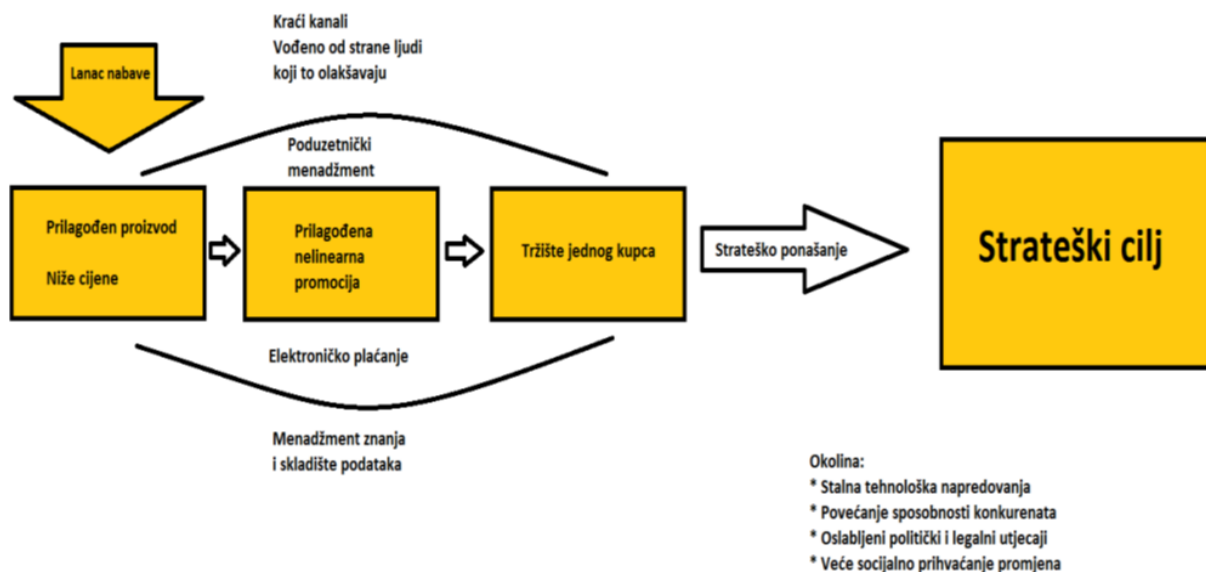 Kraći kanali
Vođeno od strane ljudi
koji to olakšavaju
Lanac nabave
Poduzetnički
menadžment
Prilagođen proizvod
Niže cijene
Prilagođena
nelinearna
promocija
Tržište jednog kupca
Strateško ponašanje
Strateški cilj
Elektroničko plaćanje
Menadžment znanja
i skladište podataka
Okolina:
* Stalna tehnološka napredovanja
* Povećanje sposobnosti konkurenata
* Oslabljeni politički i legalni utjecaji
* Veće socijalno prihvaćanje promjena